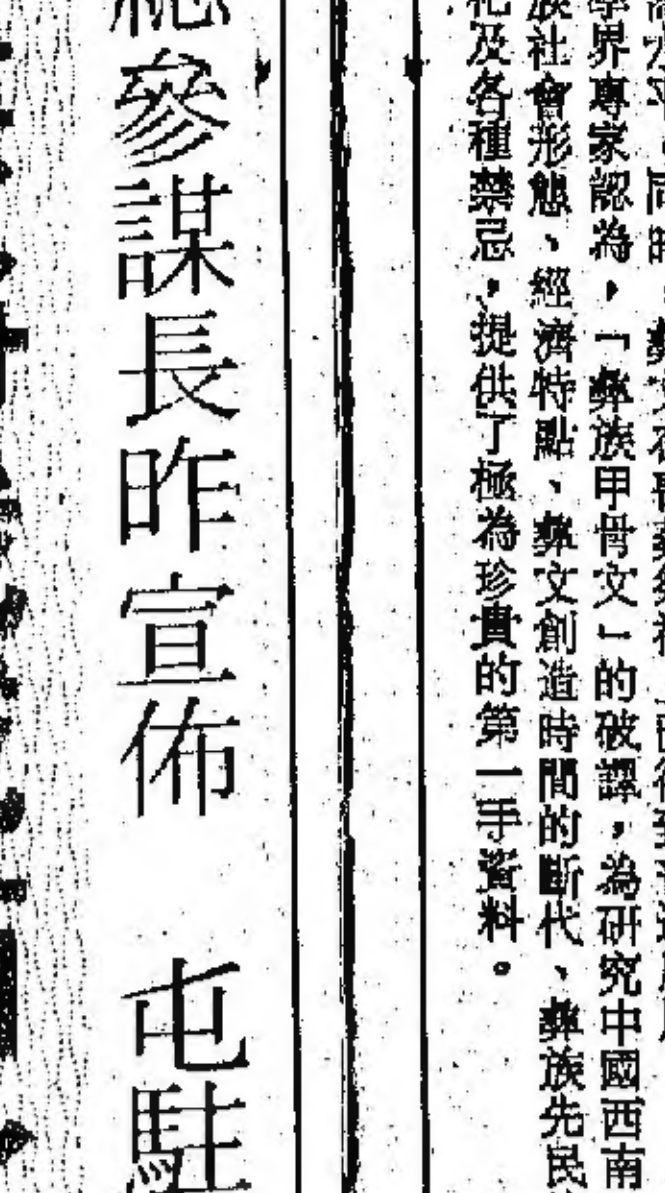 學界專家認為，「彝族甲骨文」的破譯，為研究中國西南
族社會形態、經濟特點、彝文創造時間的斷代、彝族先民
祀及各種禁忌，提供了極為珍貴的第一手資料。
總參謀長昨宣佈　屯駐